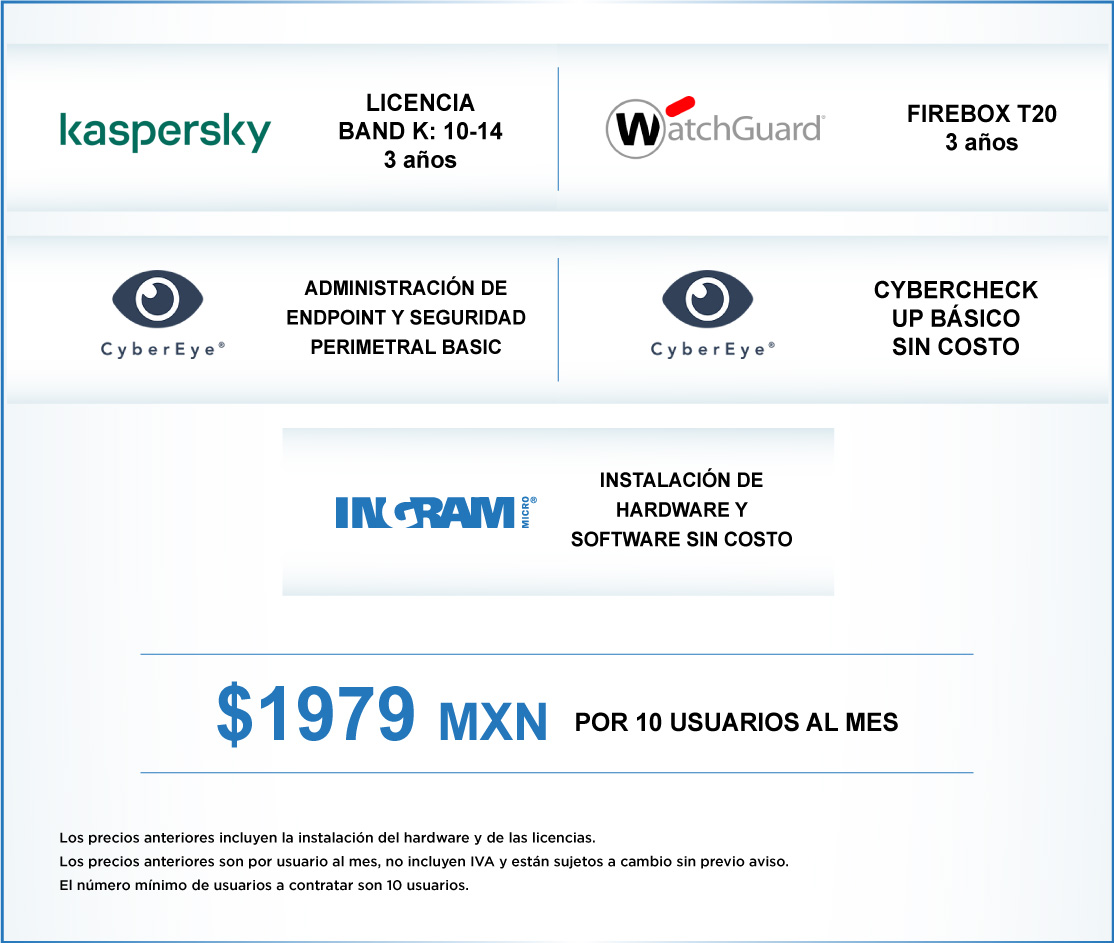 kaspersky
LICENCIA
BAND K: 10-14
3 años
WatchGuard
FIREBOX T20
3 años
CyberEye®
ADMINISTRACIÓN DE
ENDPOINT Y SEGURIDAD
PERIMETRAL BASIC
CyberEye®
CYBERCHECK
UP BÁSICO
SIN COSTO
INGRAM MICRO®
INSTALACIÓN DE
HARDWARE Y
SOFTWARE SIN COSTO
$1979 MXN POR 10 USUARIOS AL MES
Los precios anteriores incluyen la instalación del hardware y de las licencias.
Los precios anteriores son por usuario al mes, no incluyen IVA y están sujetos a cambio sin previo aviso.
El número mínimo de usuarios a contratar son 10 usuarios.